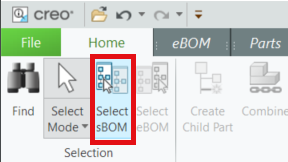 creo®
File Home eBOM Parts
Find Select Mode Select sBOM Select eBOM Create Child Part Combine
Selection